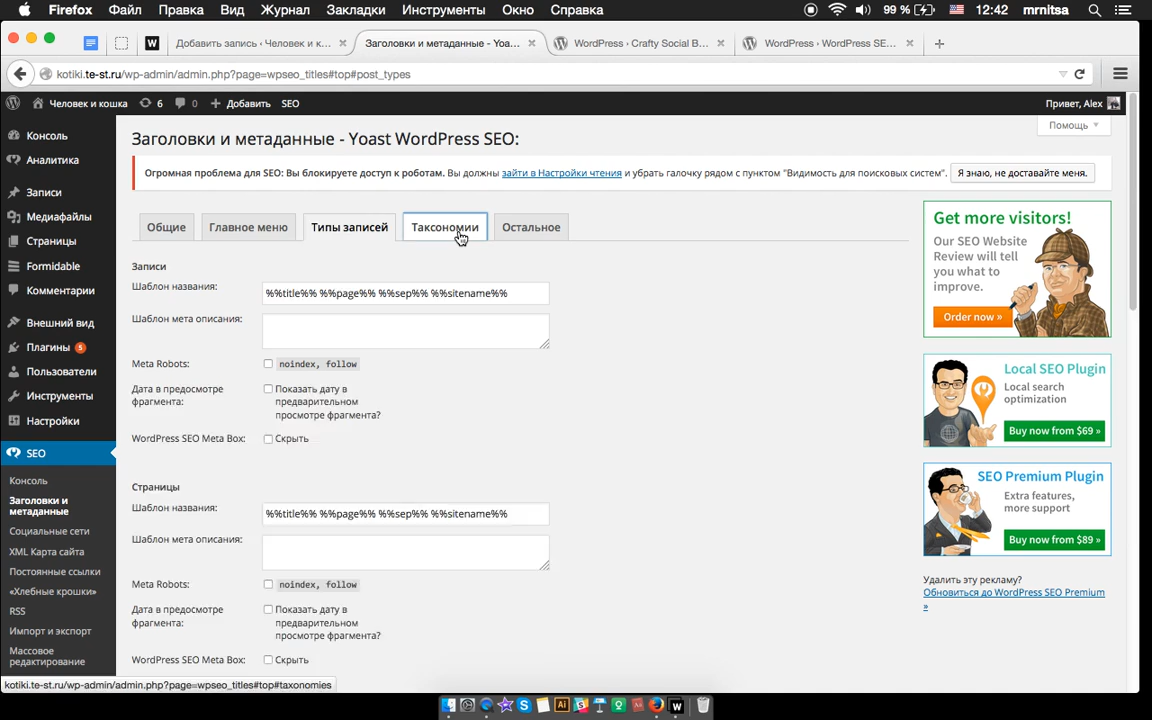 Firefox Файл Правка Вид Журнал Закладки Инструменты Окно Справка 99 % 12:42 mrnitsa
Добавить запись ‹ Человек и к... × Заголовки и метаданные - Yoa... × WordPress › Crafty Social B... × WordPress › WordPress SE... × +
kotiki.te-st.ru/wp-admin/admin.php?page=wpseo_titles#top#post_types
Человек и кошка 6 0 + Добавить SEO Привет, Alex
Помощь
Консоль
Аналитика
Записи
Медиафайлы
Страницы
Formidable
Комментарии
Внешний вид
Плагины 5
Пользователи
Инструменты
Настройки
SEO
Консоль
Заголовки и
метаданные
Социальные сети
XML Карта сайта
Постоянные ссылки
«Хлебные крошки»
RSS
Импорт и экспорт
Массовое
редактирование
Заголовки и метаданные - Yoast WordPress SEO:
Огромная проблема для SEO: Вы блокируете доступ к роботам. Вы должны зайти в Настройки чтения и убрать галочку рядом с пунктом "Видимость для поисковых систем". Я знаю, не доставайте меня.
Общие Главное меню Типы записей Таксономии Остальное
Записи
Шаблон названия: %%title%% %%page%% %%sep%% %%sitename%%
Шаблон мета описания:
Meta Robots: noindex, follow
Дата в предосмотре
фрагмента:
Показать дату в
предварительном
просмотре фрагмента?
WordPress SEO Meta Box: Скрыть
Страницы
Шаблон названия: %%title%% %%page%% %%sep%% %%sitename%%
Шаблон мета описания:
Meta Robots: noindex, follow
Дата в предосмотре
фрагмента:
Показать дату в
предварительном
просмотре фрагмента?
WordPress SEO Meta Box: Скрыть
Get more visitors!
Our SEO Website
Review will tell
you what to
improve.
Order now »
Local SEO Plugin
Local search
optimization
Buy now from $69 »
SEO Premium Plugin
Extra features,
more support
Buy now from $89 »
Удалить эту рекламу?
Обновиться до WordPress SEO Premium
»
kotiki.te-st.ru/wp-admin/admin.php?page=wpseo_titles#top#taxonomies